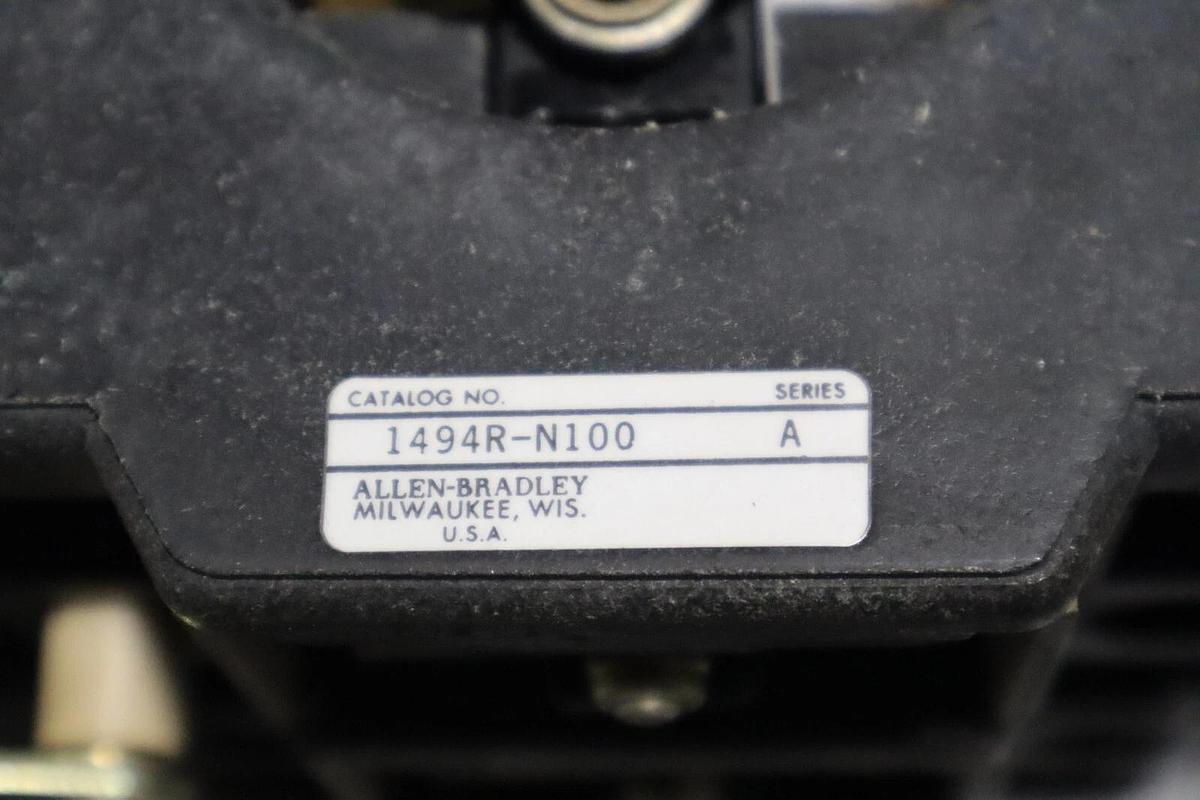 CATALOG NO. SERIES
1494R-N100 A
ALLEN-BRADLEY
MILWAUKEE, WIS.
U.S.A.